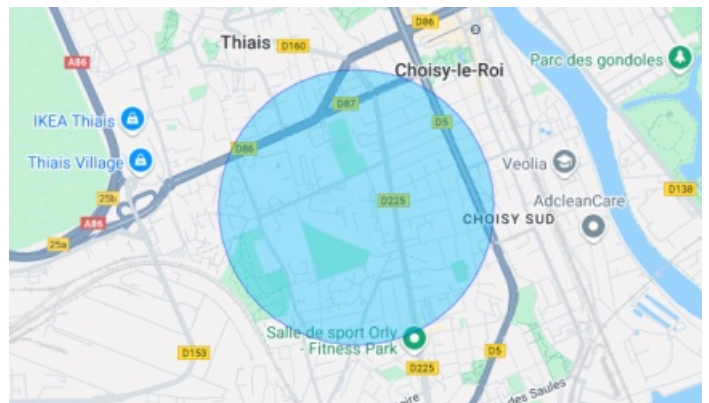 D86
Thiais
D160
A86
Choisy-le-Roi
Parc des gondoles
D87
IKEA Thiais
D5
D86
Thiais Village
Veolia
D138
25b
D225
AdcleanCare
A86
CHOISY SUD
25a
Salle de sport Orly
- Fitness Park
D153
D5
D225
des Saules
oire